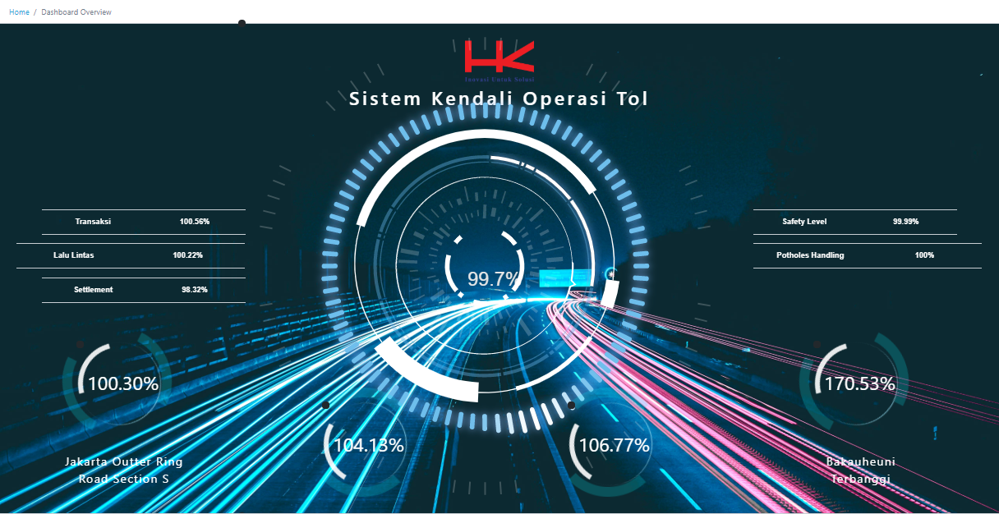 Home / Dashboard Overview
HK
Inovasi Untuk Solusi
Sistem Kendali Operasi Tol
Transaksi 100.56%
Lalu Lintas 100.22%
Settlement 98.32%
Safety Level 99.99%
Potholes Handling 100%
99.7%
100.30%
Jakarta Outter Ring
Road Section S
104.13%
106.77%
170.53%
Bakauheuni
Terbanggi